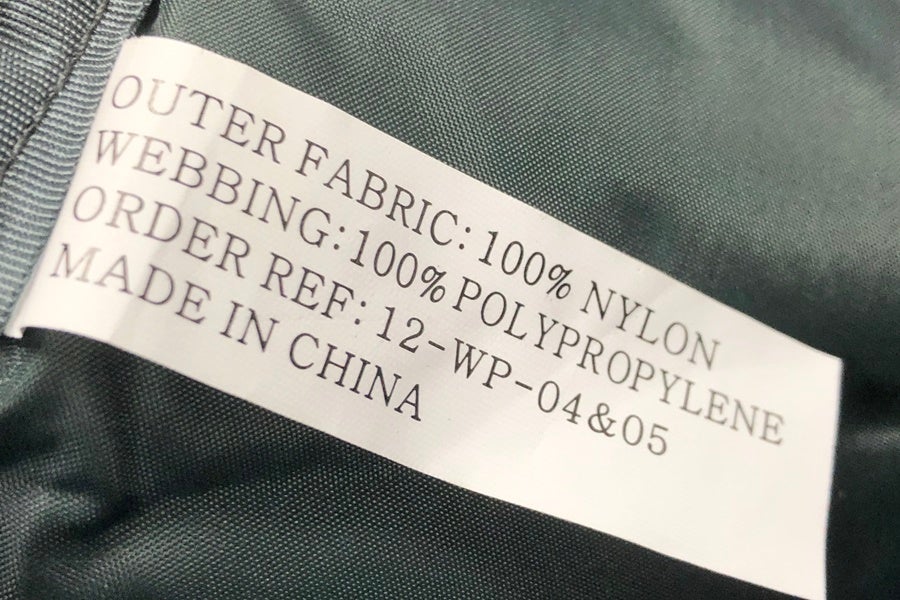 OUTER FABRIC: 100% NYLON
WEBBING: 100% POLYPROPYLENE
ORDER REF: 12-WP-04&05
MADE IN CHINA